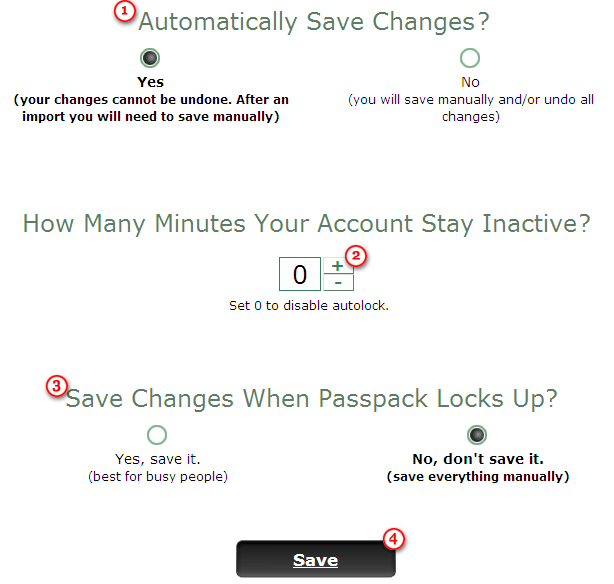 1 Automatically Save Changes?
Yes
(your changes cannot be undone. After an
import you will need to save manually)
No
(you will save manually and/or undo all
changes)
How Many Minutes Your Account Stay Inactive?
0 + 2
-
Set 0 to disable autolock.
3 Save Changes When Passpack Locks Up?
Yes, save it.
(best for busy people)
No, don't save it.
(save everything manually)
Save 4